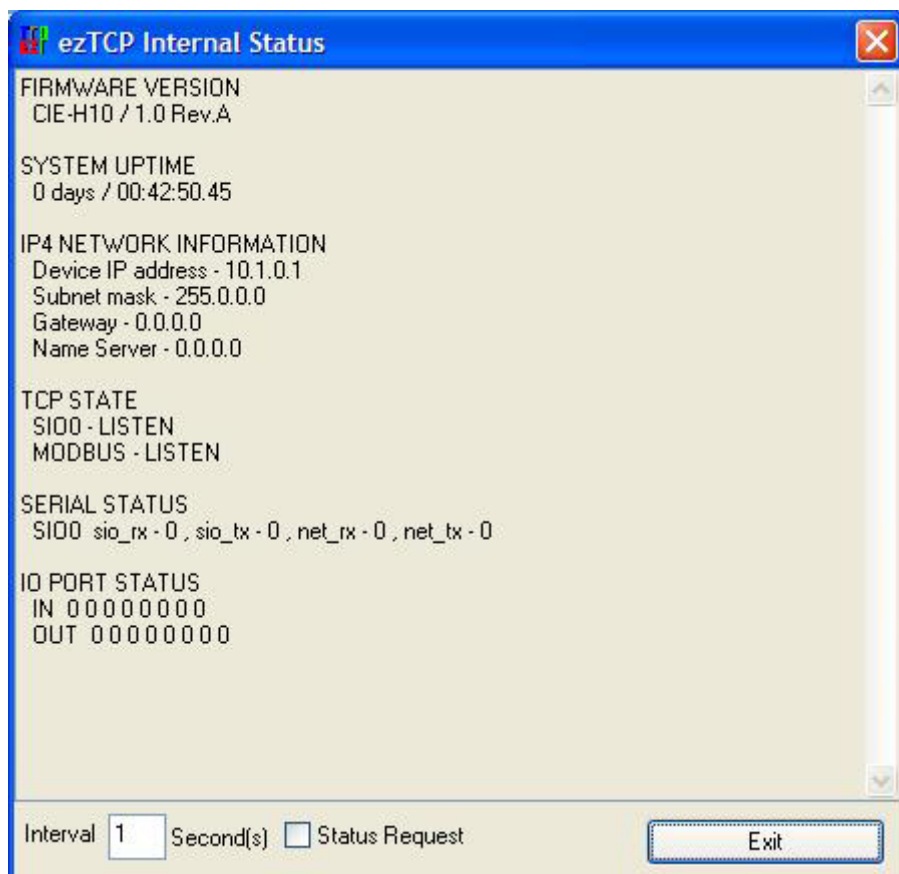 ezTCP Internal Status
FIRMWARE VERSION
CIE-H10 / 1.0 Rev.A
SYSTEM UPTIME
0 days / 00:42:50.45
IP4 NETWORK INFORMATION
Device IP address - 10.1.0.1
Subnet mask - 255.0.0.0
Gateway - 0.0.0.0
Name Server - 0.0.0.0
TCP STATE
SIO0 - LISTEN
MODBUS - LISTEN
SERIAL STATUS
SIO0 sio_rx - 0 , sio_tx - 0 , net_rx - 0 , net_tx - 0
IO PORT STATUS
IN 0 0 0 0 0 0 0 0
OUT 0 0 0 0 0 0 0 0
Interval 1 Second(s) Status Request Exit